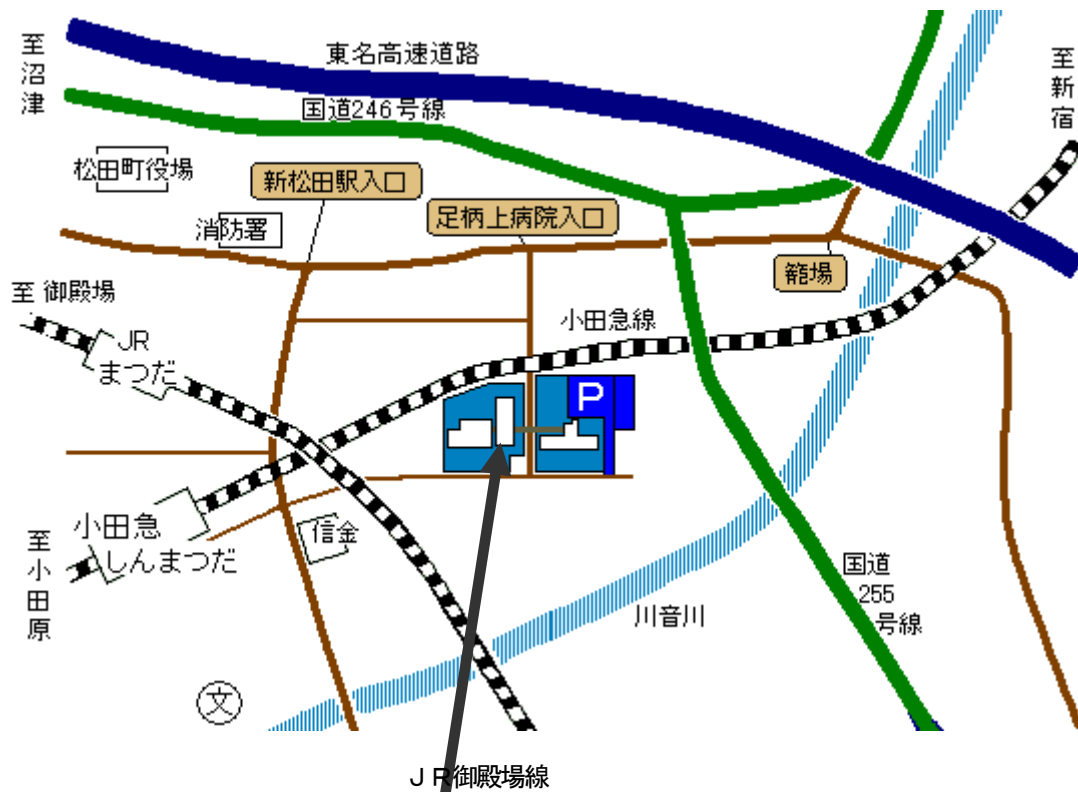 至沼津
東名高速道路
至新宿
国道246号線
松田町役場
新松田駅入口
足柄上病院入口
消防署
籠場
至 御殿場
小田急線
JR
まつだ
P
小田急
しんまつだ
信金
至小田原
国道
255
号線
川音川
文
JR御殿場線